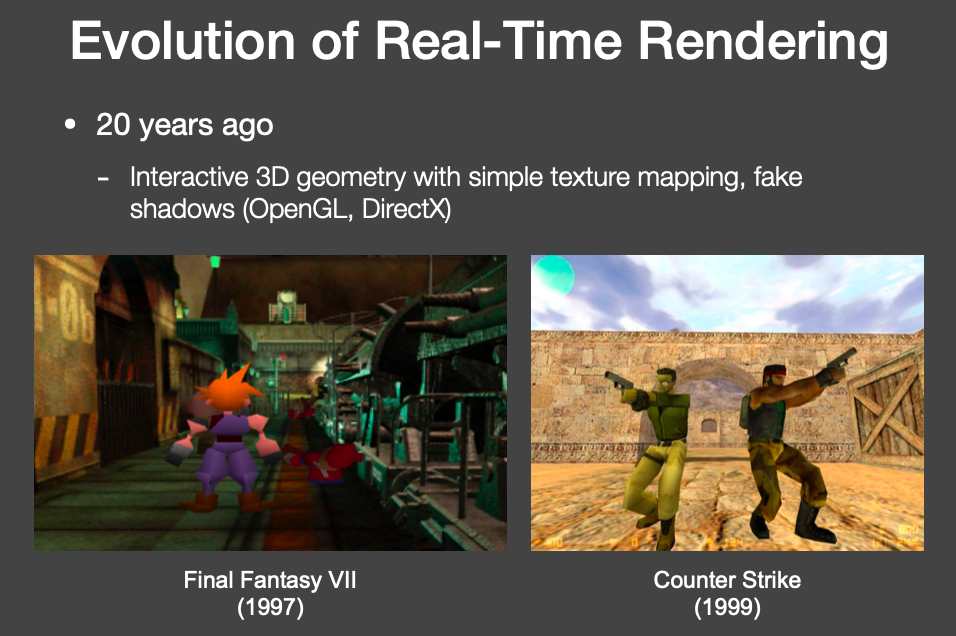 Evolution of Real-Time Rendering
• 20 years ago
- Interactive 3D geometry with simple texture mapping, fake
shadows (OpenGL, DirectX)
Final Fantasy VII
(1997)
Counter Strike
(1999)